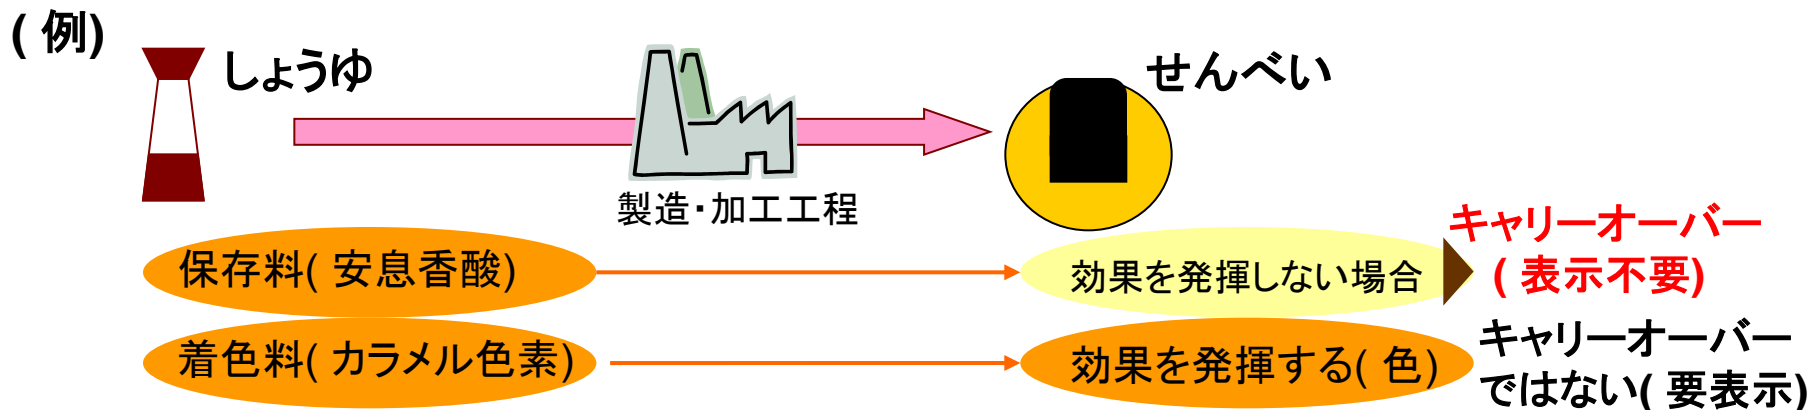 (例)
しょうゆ
せんべい
製造・加工工程
保存料(安息香酸)
効果を発揮しない場合
キャリーオーバー
(表示不要)
着色料(カラメル色素)
効果を発揮する(色)
キャリーオーバー
ではない(要表示)